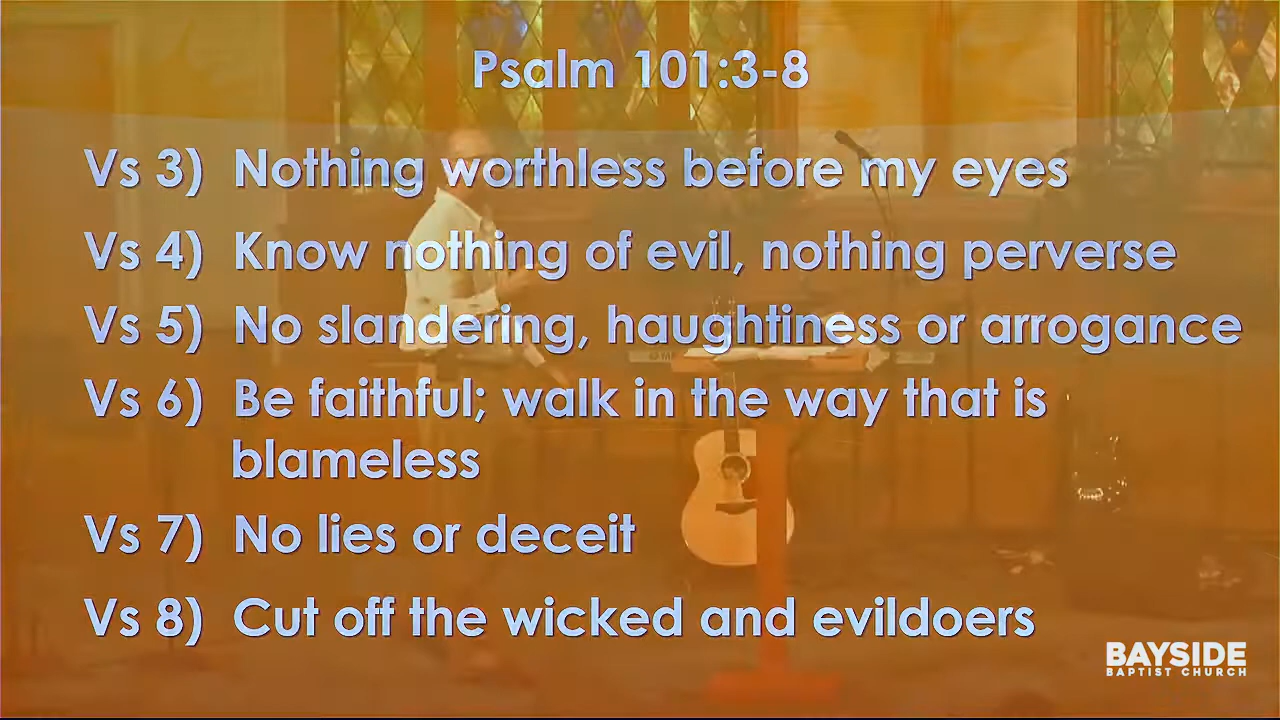 Psalm 101:3-8
Vs 3) Nothing worthless before my eyes
Vs 4) Know nothing of evil, nothing perverse
Vs 5) No slandering, haughtiness or arrogance
Vs 6) Be faithful; walk in the way that is
blameless
Vs 7) No lies or deceit
Vs 8) Cut off the wicked and evildoers
BAYSIDE
BAPTIST CHURCH